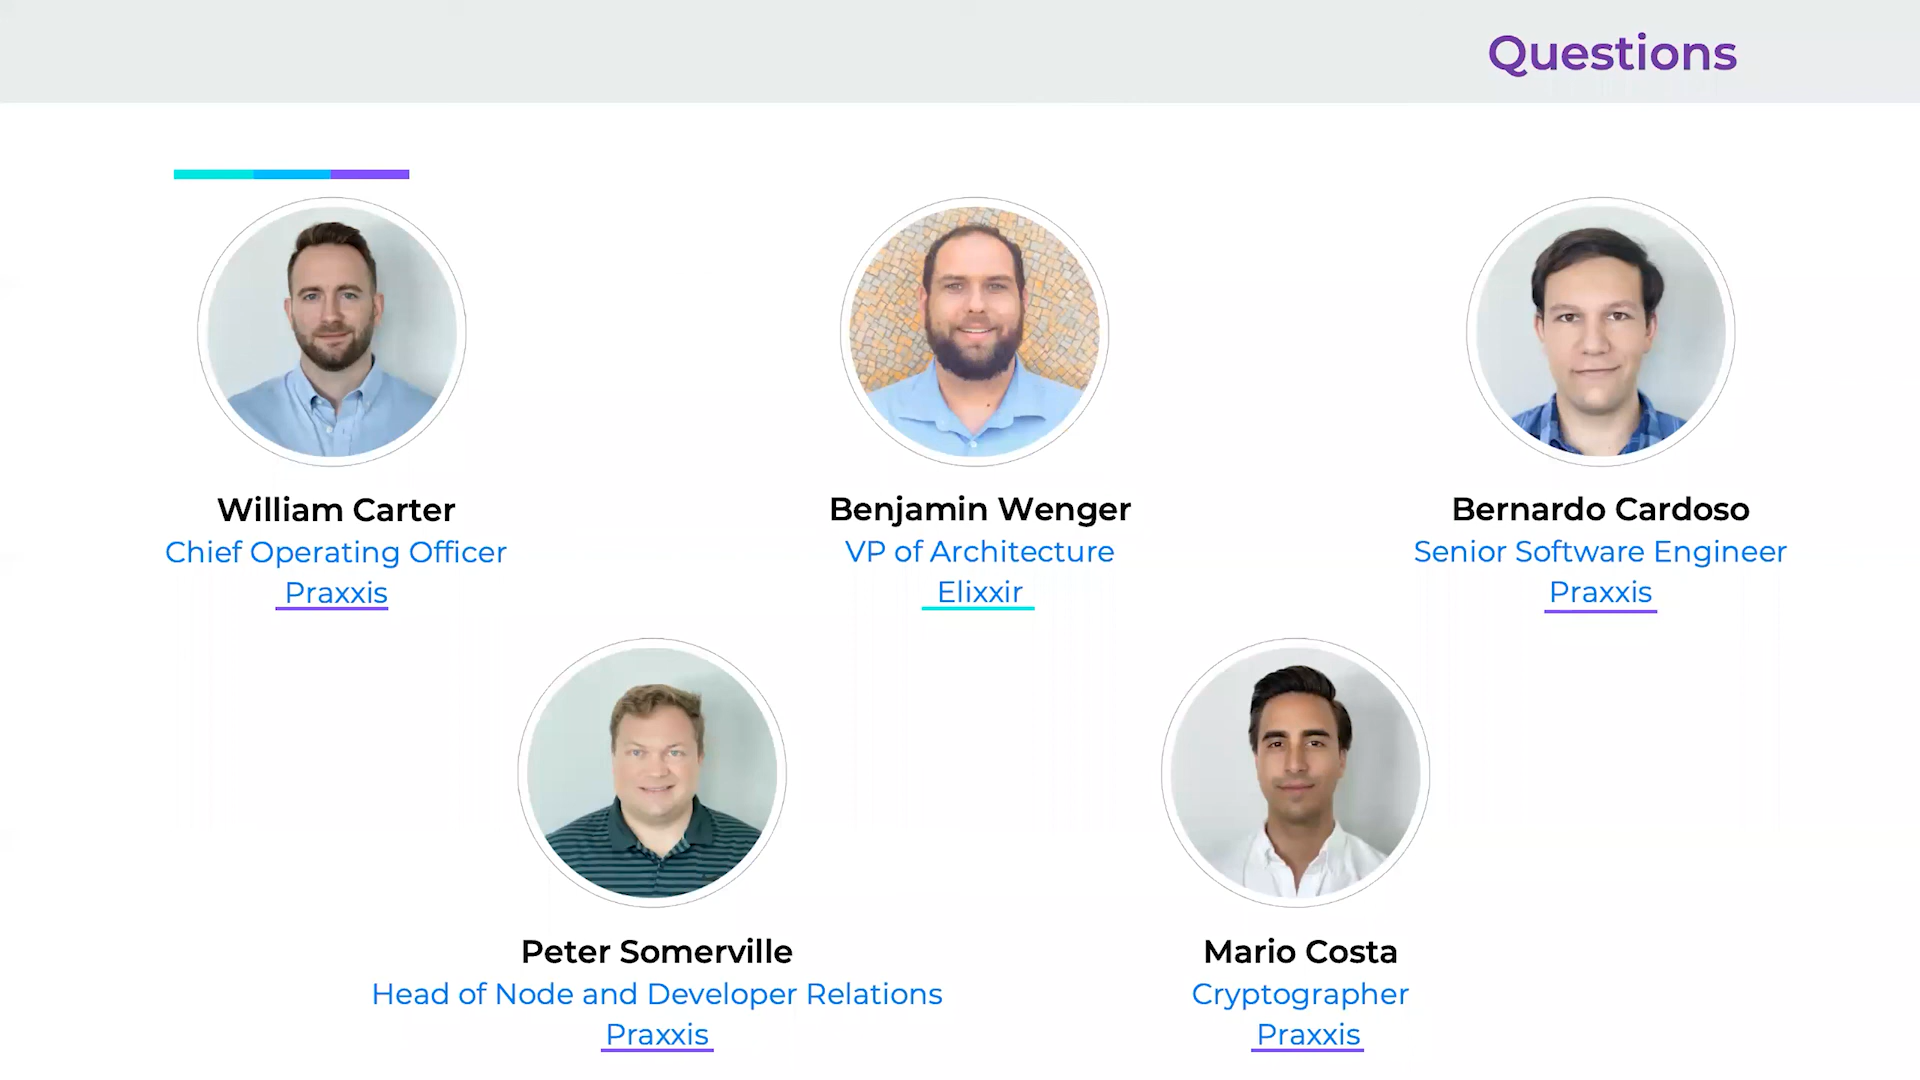 Questions
William Carter
Chief Operating Officer
Praxxis
Benjamin Wenger
VP of Architecture
Elixxir
Bernardo Cardoso
Senior Software Engineer
Praxxis
Peter Somerville
Head of Node and Developer Relations
Praxxis
Mario Costa
Cryptographer
Praxxis